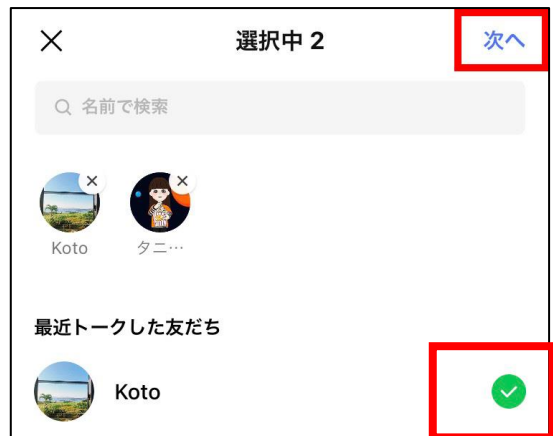 選択中 2
次へ
名前で検索
Koto
タニ…
最近トークした友だち
Koto